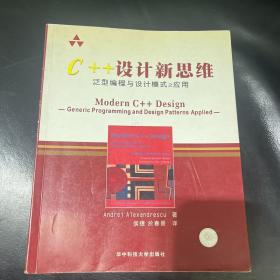 C++设计新思维
泛型编程与设计模式之应用
Modern C++ Design
Generic Programming and Design Patterns Applied
Andrei Alexandrescu 著
侯捷 於春景 译
华中科技大学出版社